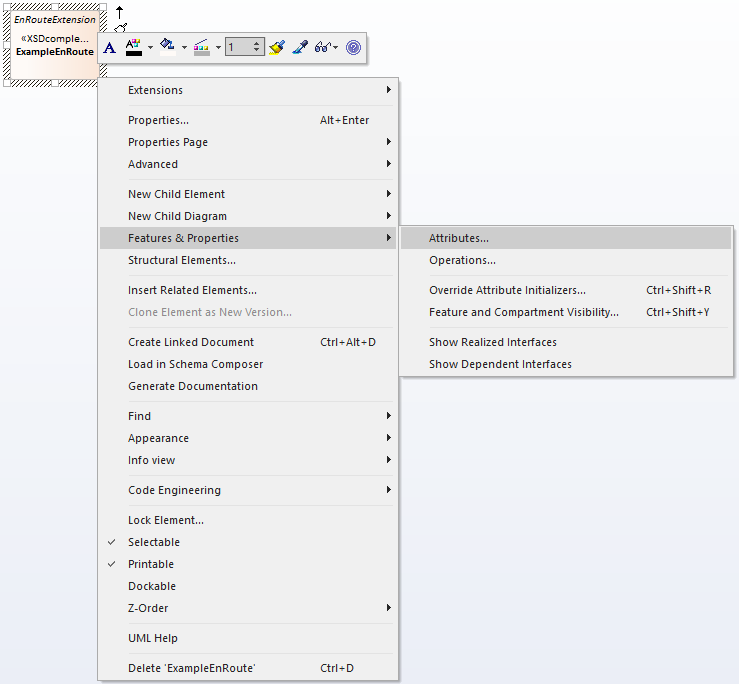 EnRouteExtension
«XSDcomple...
ExampleEnRoute
A
1
Extensions
Properties... Alt+Enter
Properties Page
Advanced
New Child Element
New Child Diagram
Features & Properties
Structural Elements...
Insert Related Elements...
Clone Element as New Version...
Create Linked Document Ctrl+Alt+D
Load in Schema Composer
Generate Documentation
Find
Appearance
Info view
Code Engineering
Lock Element...
Selectable
Printable
Dockable
Z-Order
UML Help
Delete 'ExampleEnRoute' Ctrl+D
Attributes...
Operations...
Override Attribute Initializers... Ctrl+Shift+R
Feature and Compartment Visibility... Ctrl+Shift+Y
Show Realized Interfaces
Show Dependent Interfaces